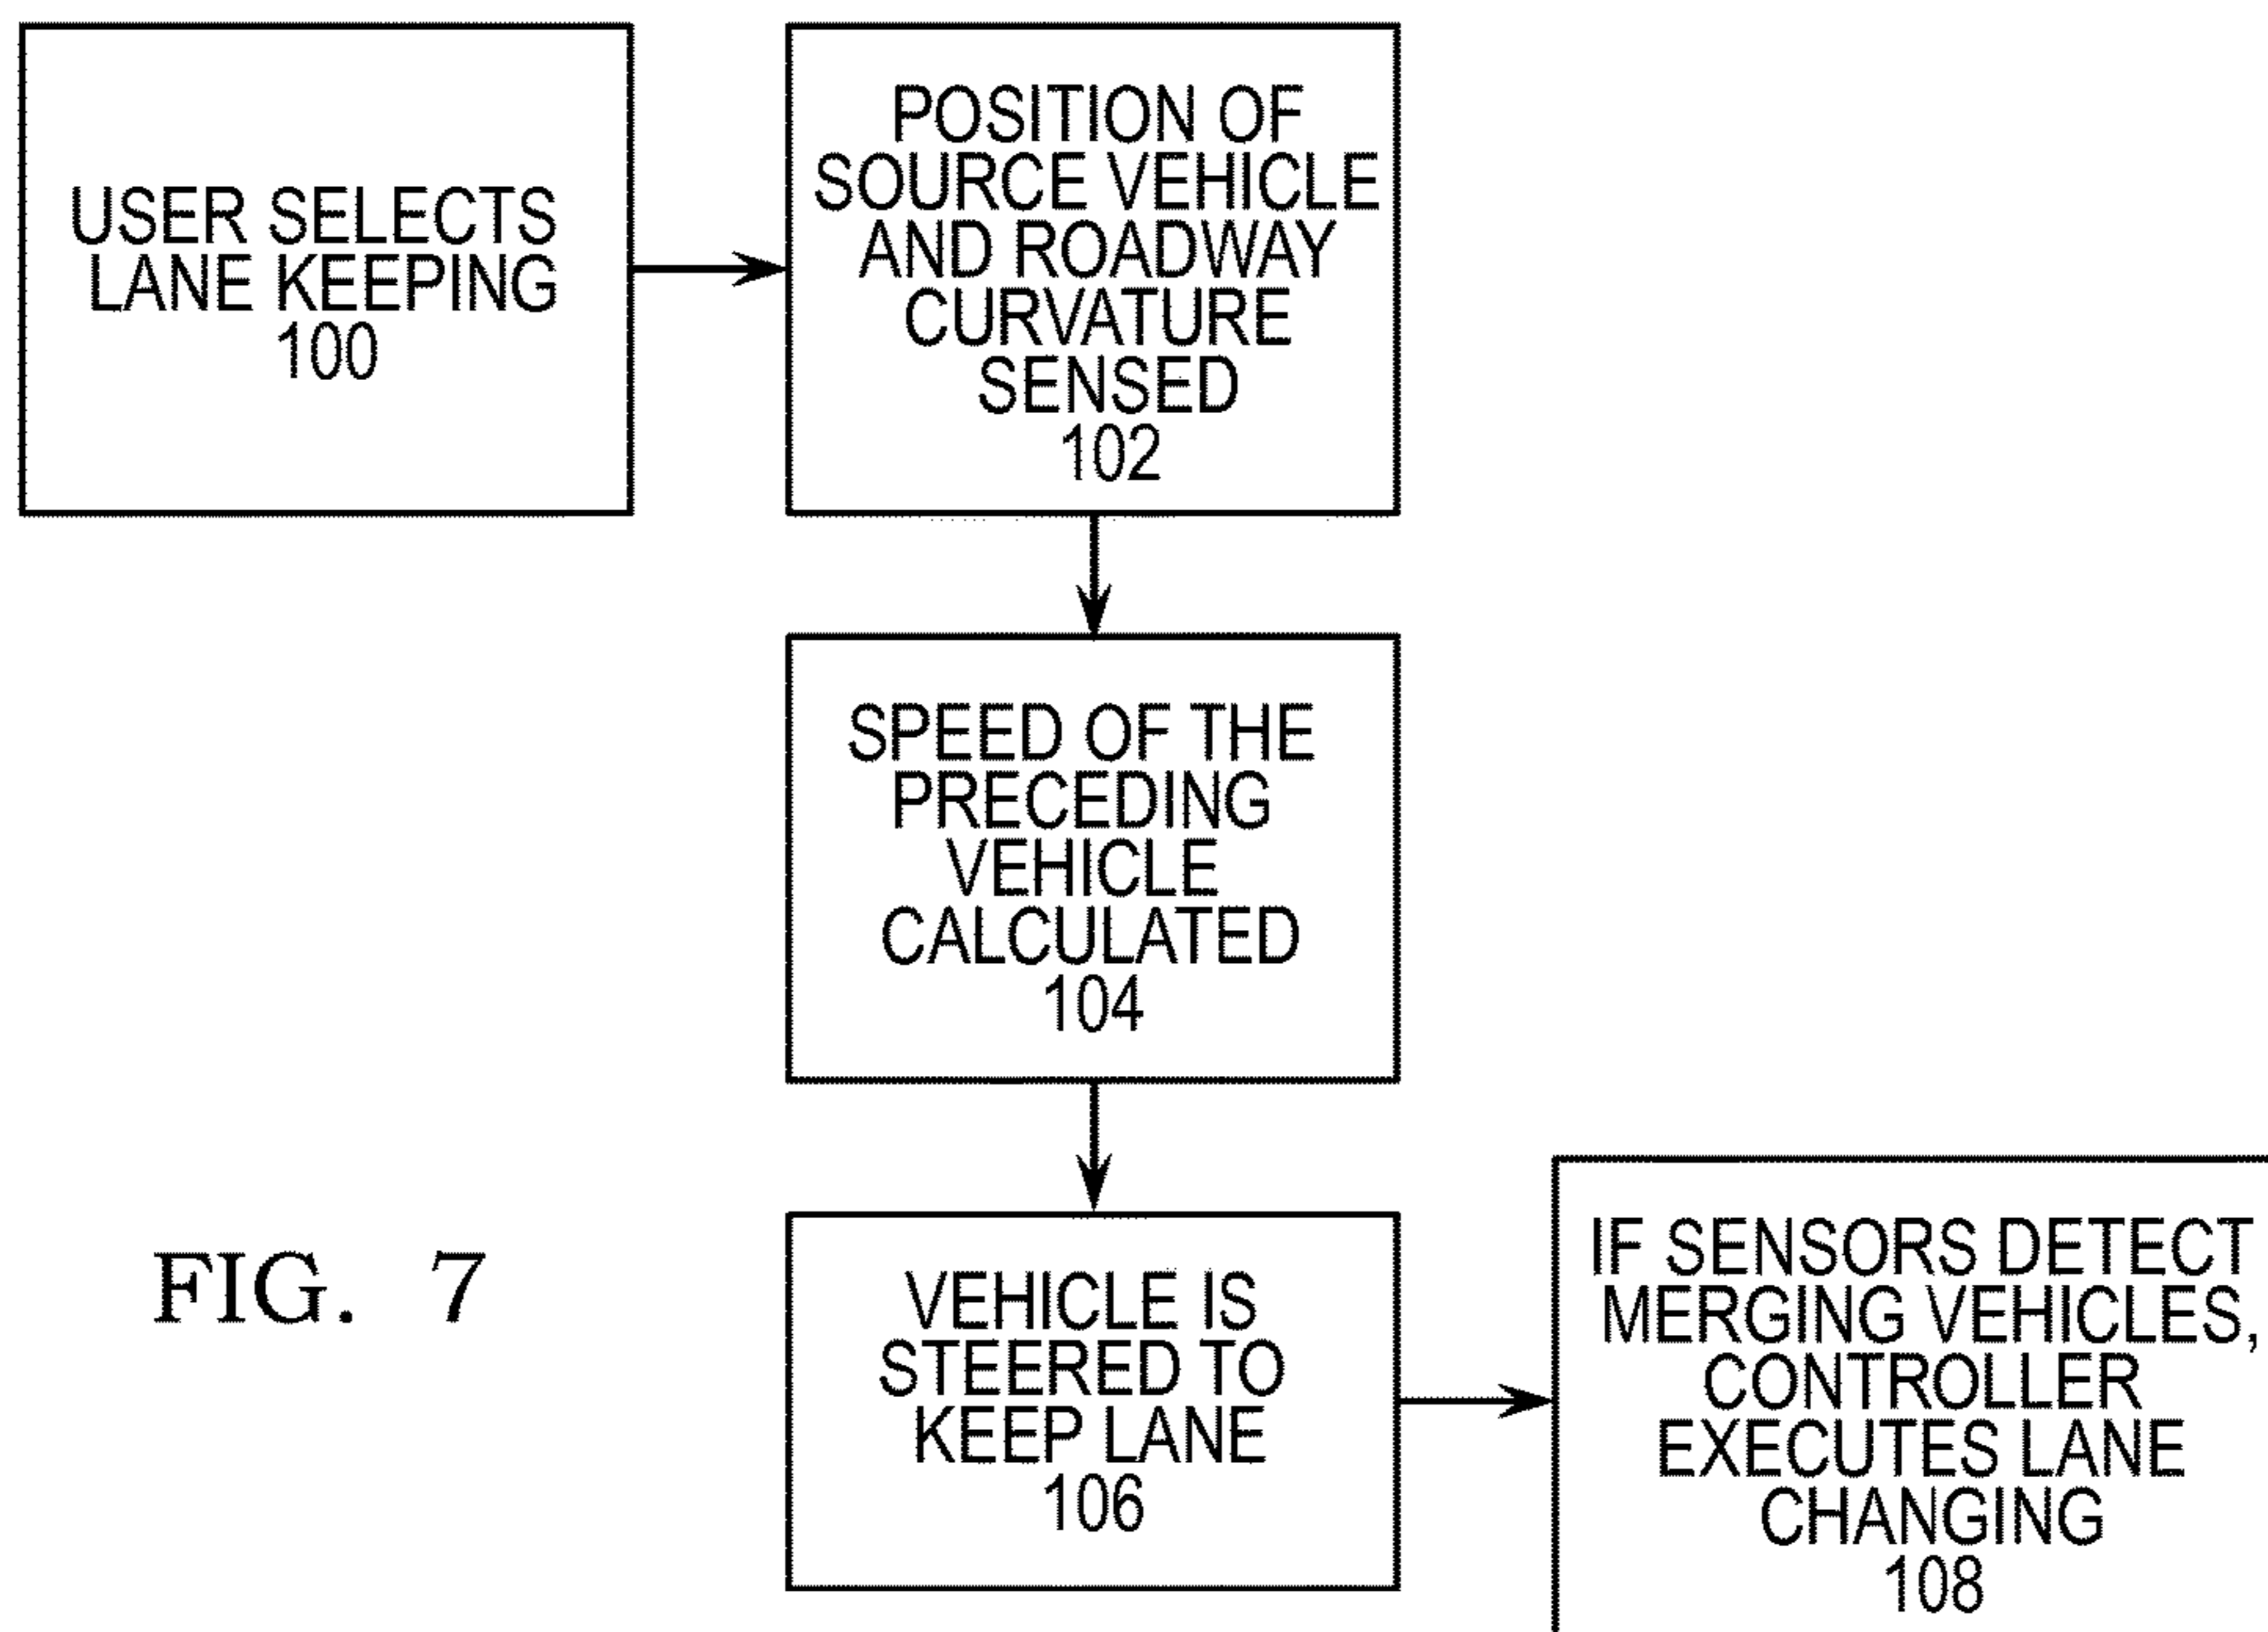 USER SELECTS
LANE KEEPING
100
POSITION OF
SOURCE VEHICLE
AND ROADWAY
CURVATURE
SENSED
102
SPEED OF THE
PRECEDING
VEHICLE
CALCULATED
104
VEHICLE IS
STEERED TO
KEEP LANE
106
IF SENSORS DETECT
MERGING VEHICLES,
CONTROLLER
EXECUTES LANE
CHANGING
108
FIG. 7